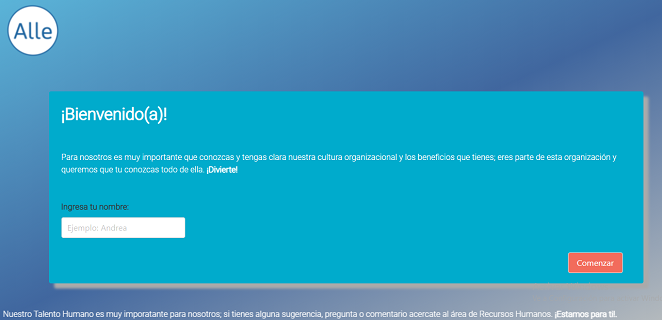 Alle
¡Bienvenido(a)!
Para nosotros es muy importante que conozcas y tengas clara nuestra cultura organizacional y los beneficios que tienes; eres parte de esta organización y
queremos que tu conozcas todo de ella. ¡Divierte!
Ingresa tu nombre:
Ejemplo: Andrea
Comenzar
Nuestro Talento Humano es muy imporatante para nosotros; si tienes alguna sugerencia, pregunta o comentario acercate al área de Recursos Humanos. ¡Estamos para ti!.